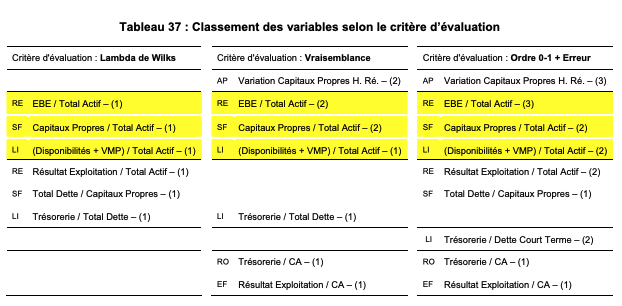 Tableau 37 : Classement des variables selon le critère d'évaluation
Critère d'évaluation : Lambda de Wilks Critère d'évaluation : Vraisemblance Critère d'évaluation : Ordre 0-1 + Erreur
AP Variation Capitaux Propres H. Ré. – (2) AP Variation Capitaux Propres H. Ré. – (3)
RE EBE / Total Actif – (1) RE EBE / Total Actif – (2) RE EBE / Total Actif – (3)
SF Capitaux Propres / Total Actif – (1) SF Capitaux Propres / Total Actif – (2) SF Capitaux Propres / Total Actif – (2)
LI (Disponibilités + VMP) / Total Actif – (1) LI (Disponibilités + VMP) / Total Actif – (1) LI (Disponibilités + VMP) / Total Actif – (2)
RE Résultat Exploitation / Total Actif – (1) RE Résultat Exploitation / Total Actif – (2)
SF Total Dette / Capitaux Propres – (1) SF Total Dette / Capitaux Propres – (1)
LI Trésorerie / Total Dette – (1) LI Trésorerie / Total Dette – (1)
LI Trésorerie / Dette Court Terme – (2)
RO Trésorerie / CA – (1) RO Trésorerie / CA – (1)
EF Résultat Exploitation / CA – (1) EF Résultat Exploitation / CA – (1)